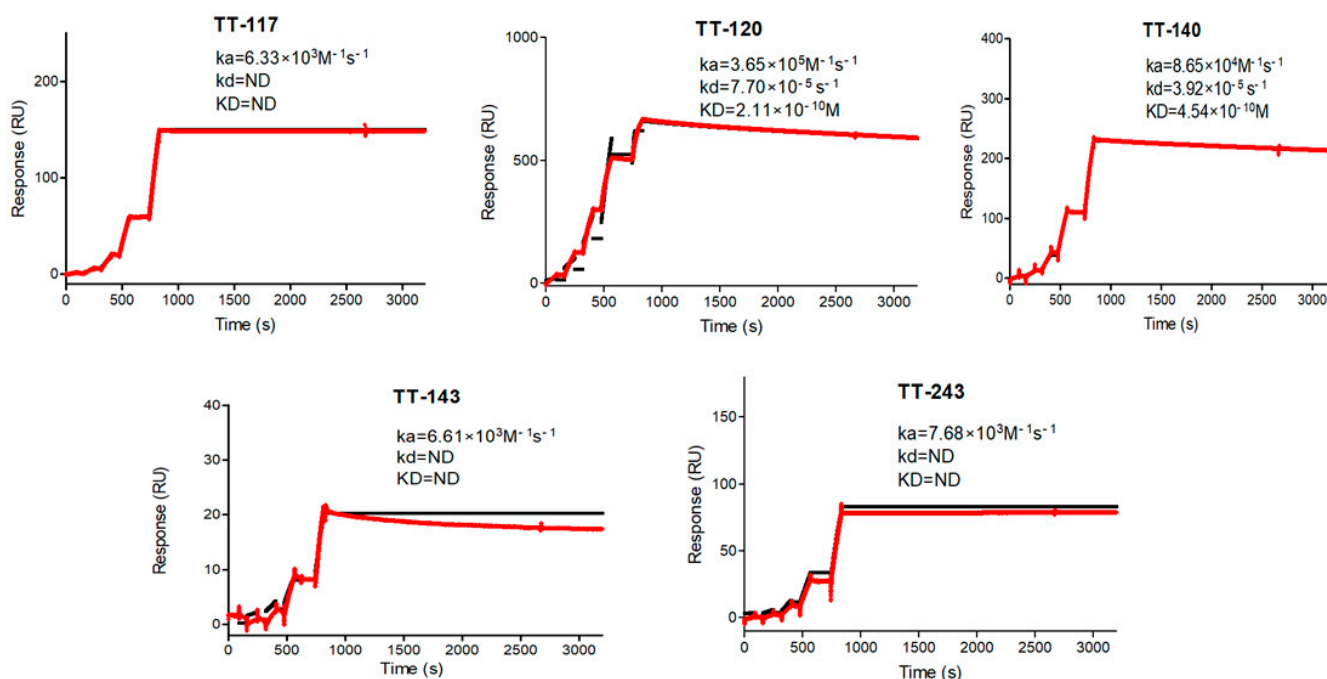 TT-117
ka=6.33×10³M⁻¹s⁻¹
kd=ND
KD=ND
Response (RU)
200
100
0
0 500 1000 1500 2000 2500 3000
Time (s)
TT-120
ka=3.65×10⁵M⁻¹s⁻¹
kd=7.70×10⁻⁵ s⁻¹
KD=2.11×10⁻¹⁰M
Response (RU)
1000
500
0
0 500 1000 1500 2000 2500 3000
Time (s)
TT-140
ka=8.65×10⁴M⁻¹s⁻¹
kd=3.92×10⁻⁵ s⁻¹
KD=4.54×10⁻¹⁰M
Response (RU)
400
300
200
100
0
0 500 1000 1500 2000 2500 3000
Time (s)
TT-143
ka=6.61×10³M⁻¹s⁻¹
kd=ND
KD=ND
Response (RU)
40
30
20
10
0
0 500 1000 1500 2000 2500 3000
Time (s)
TT-243
ka=7.68×10³M⁻¹s⁻¹
kd=ND
KD=ND
Response (RU)
150
100
50
0
0 500 1000 1500 2000 2500 3000
Time (s)